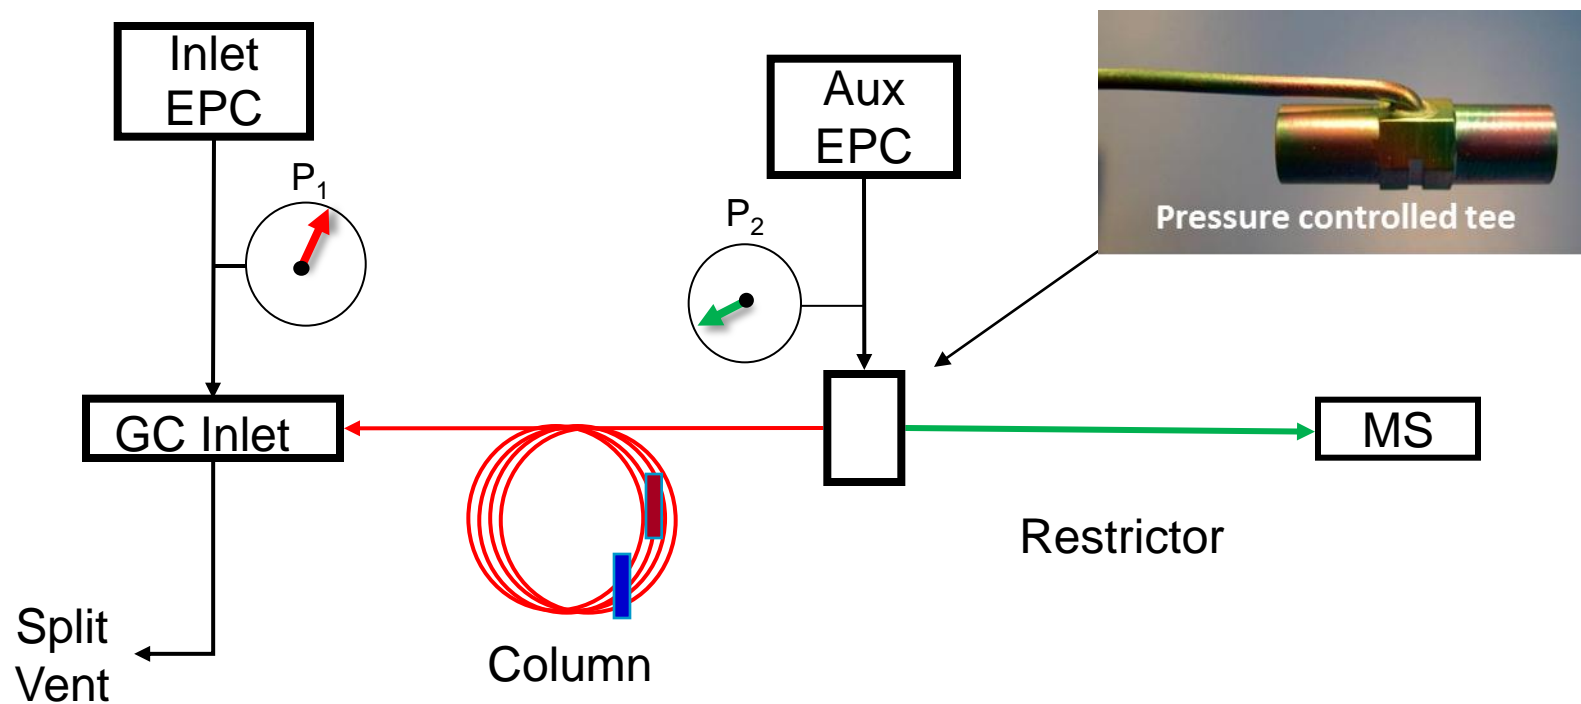 Inlet
EPC
P1
GC Inlet
Split
Vent
Column
Aux
EPC
P2
Pressure controlled tee
MS
Restrictor